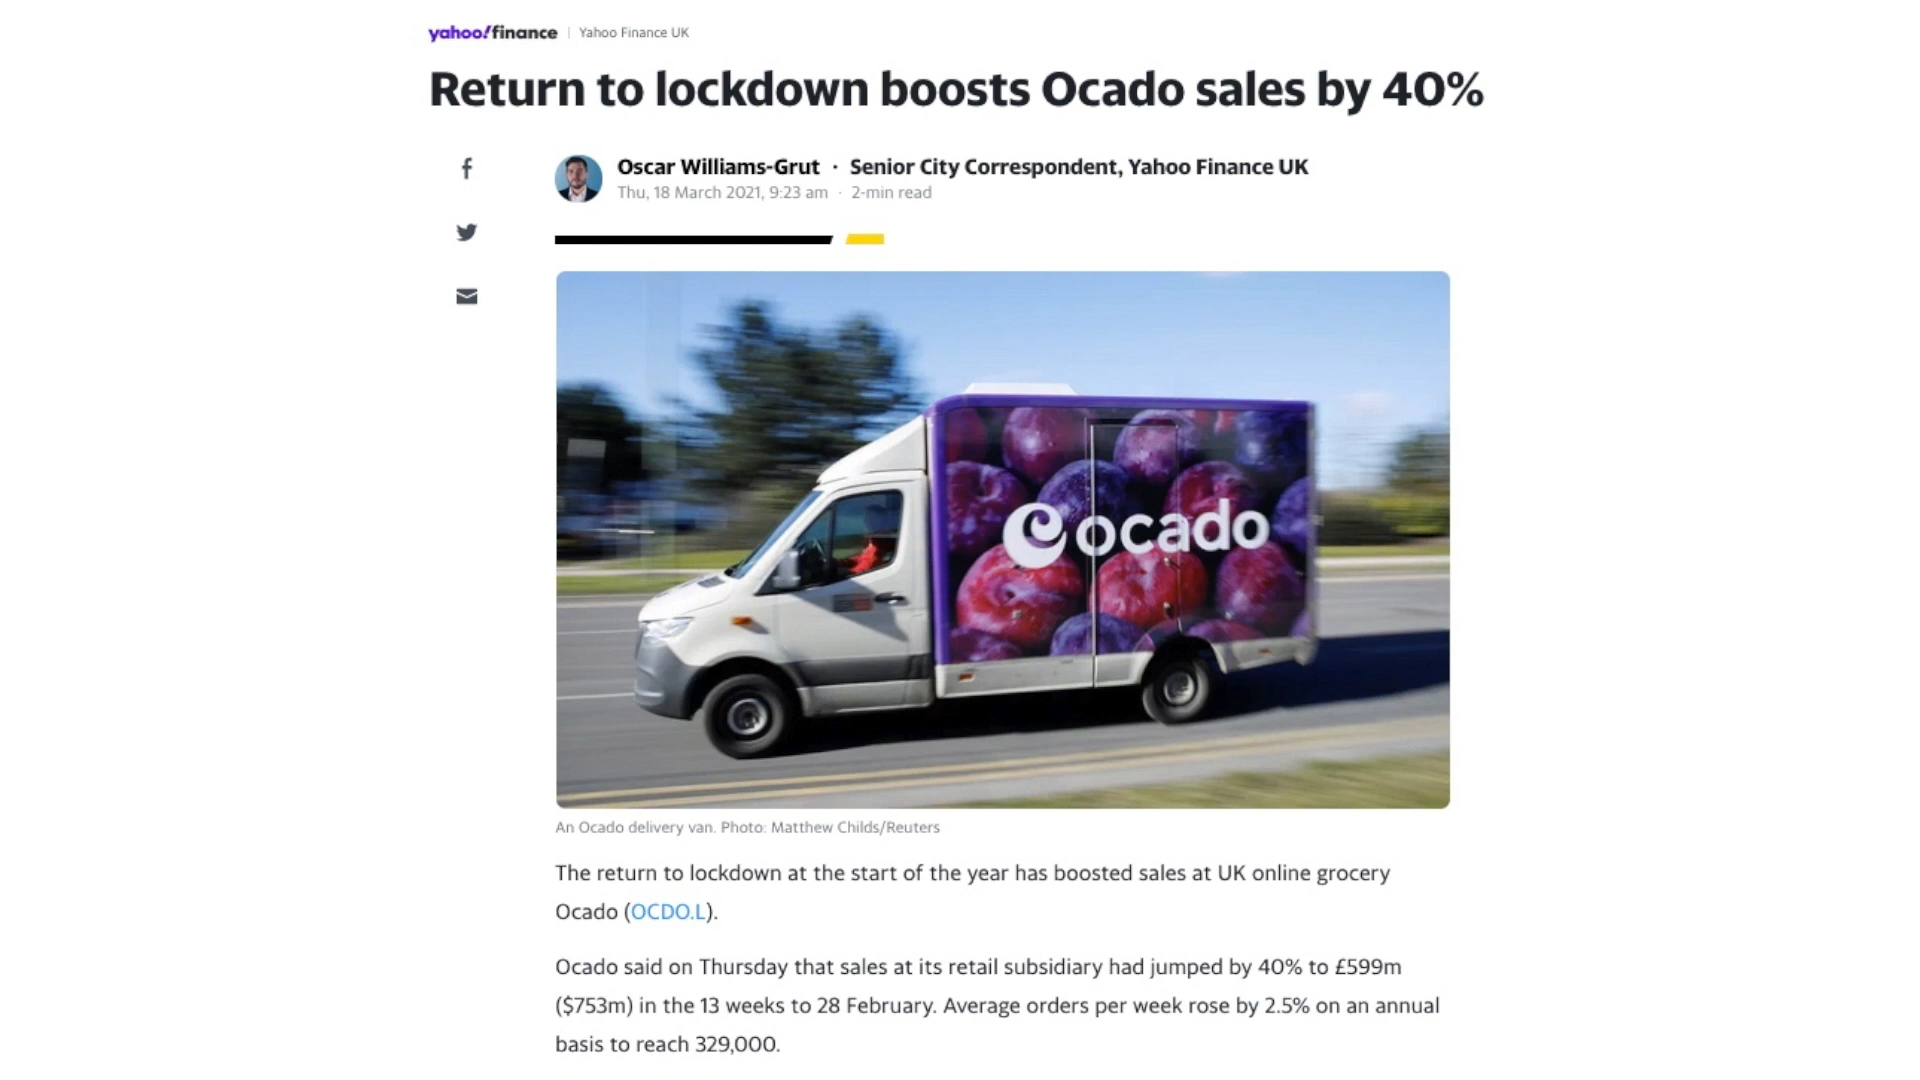 yahoo!finance | Yahoo Finance UK
Return to lockdown boosts Ocado sales by 40%
Oscar Williams-Grut · Senior City Correspondent, Yahoo Finance UK
Thu, 18 March 2021, 9:23 am · 2-min read
ocado
An Ocado delivery van. Photo: Matthew Childs/Reuters
The return to lockdown at the start of the year has boosted sales at UK online grocery
Ocado (OCDO.L).
Ocado said on Thursday that sales at its retail subsidiary had jumped by 40% to £599m
($753m) in the 13 weeks to 28 February. Average orders per week rose by 2.5% on an annual
basis to reach 329,000.